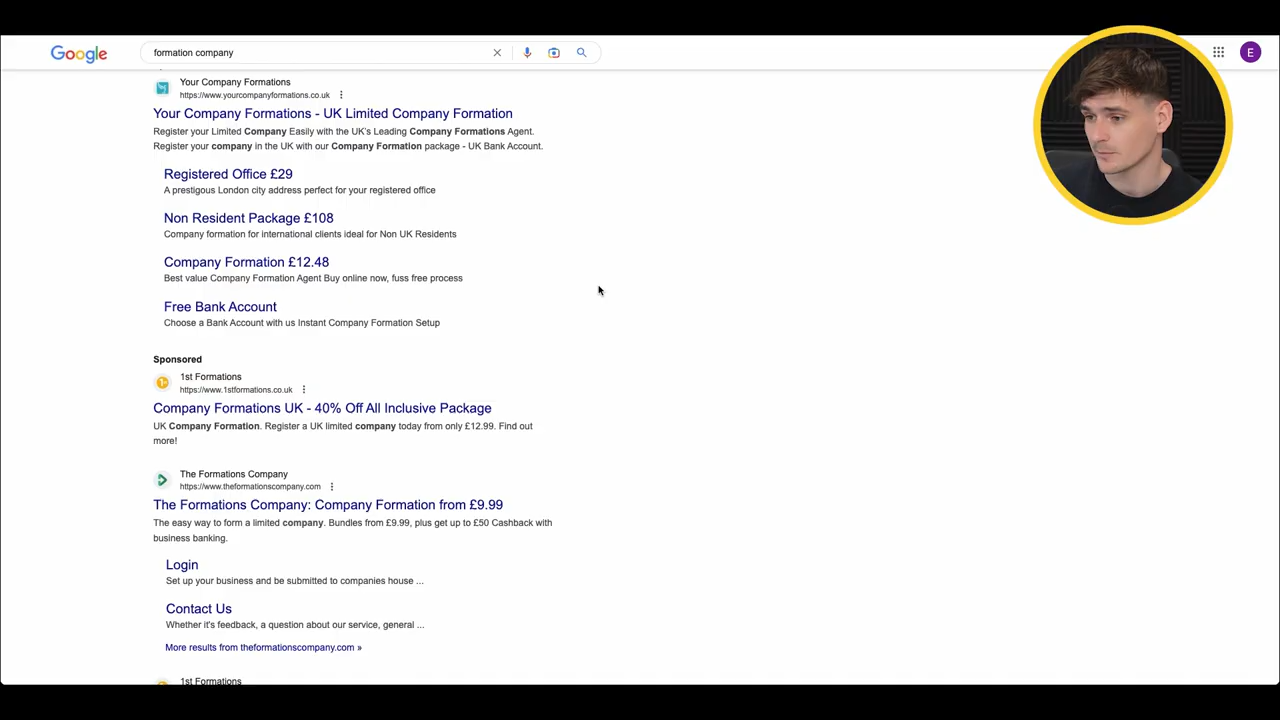 Google
formation company
E
Your Company Formations
https://www.yourcompanyformations.co.uk
Your Company Formations - UK Limited Company Formation
Register your Limited Company Easily with the UK's Leading Company Formations Agent.
Register your company in the UK with our Company Formation package - UK Bank Account.
Registered Office £29
A prestigious London city address perfect for your registered office
Non Resident Package £108
Company formation for international clients ideal for Non UK Residents
Company Formation £12.48
Best value Company Formation Agent Buy online now, fuss free process
Free Bank Account
Choose a Bank Account with us Instant Company Formation Setup
Sponsored
1st Formations
https://www.1stformations.co.uk
Company Formations UK - 40% Off All Inclusive Package
UK Company Formation. Register a UK limited company today from only £12.99. Find out
more!
The Formations Company
https://www.theformationscompany.com
The Formations Company: Company Formation from £9.99
The easy way to form a limited company. Bundles from £9.99, plus get up to £50 Cashback with
business banking.
Login
Set up your business and be submitted to companies house ...
Contact Us
Whether it's feedback, a question about our service, general ...
More results from theformationscompany.com »
1st Formations